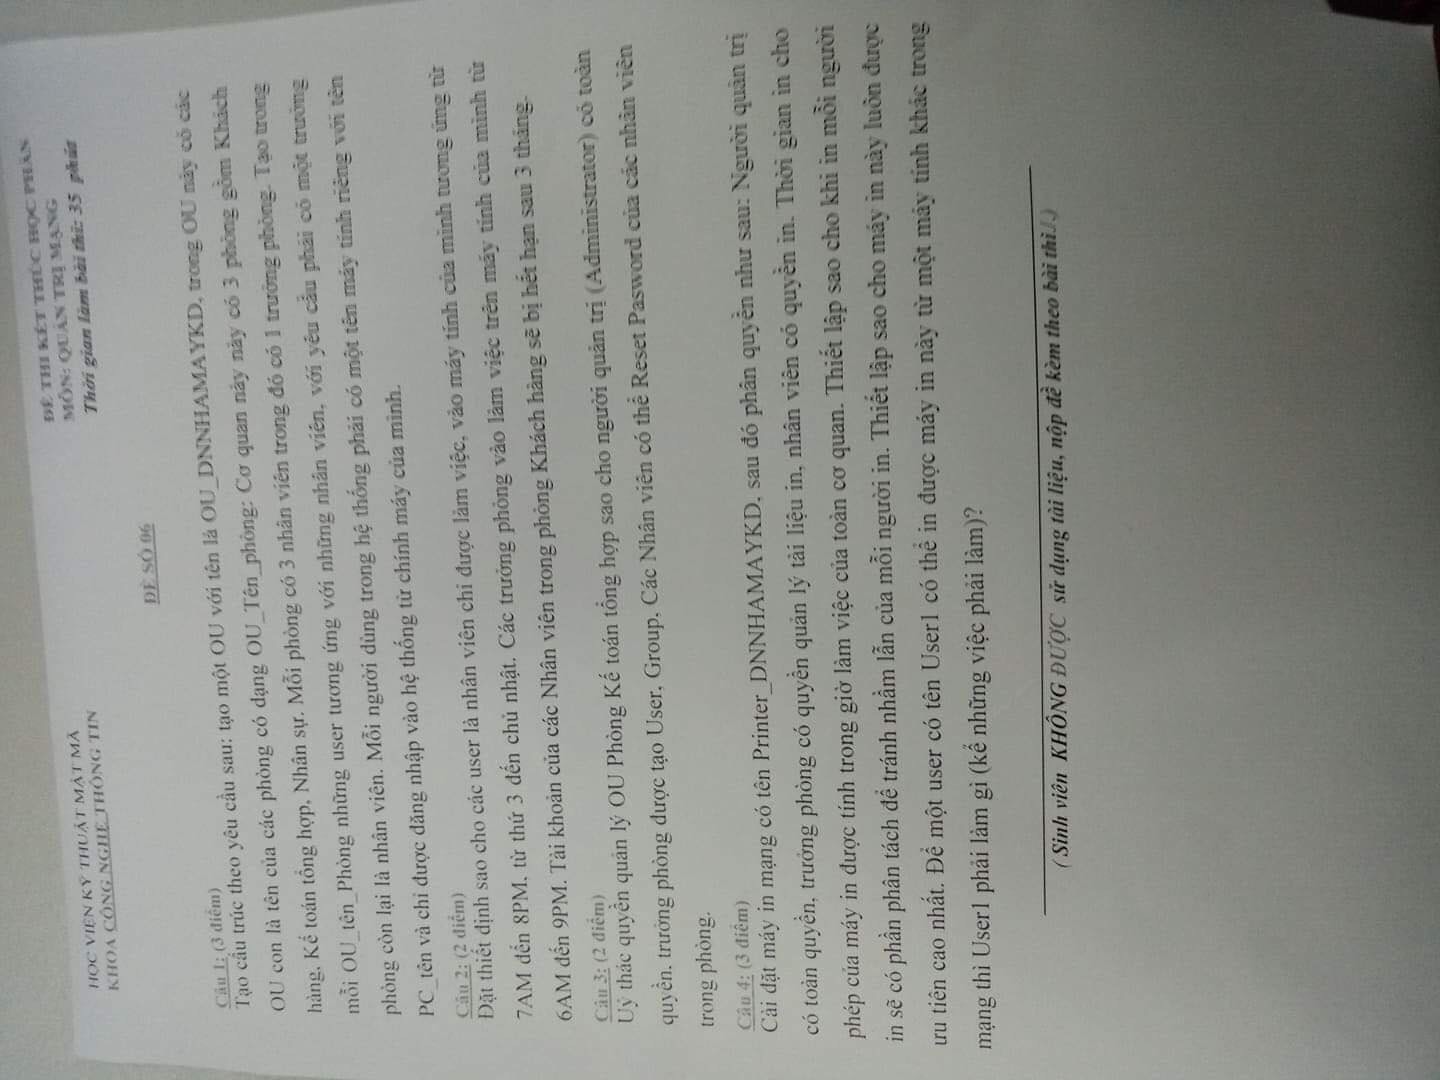 HỌC VIỆN KỸ THUẬT MẬT MÃ
KHOA CÔNG NGHỆ THÔNG TIN
ĐỀ THI KẾT THÚC HỌC PHẦN
MÔN: QUẢN TRỊ MẠNG
Thời gian làm bài thi: 35 phút
ĐỀ SỐ 06
Câu 1: (3 điểm)
Tạo cấu trúc theo yêu cầu sau: tạo một OU với tên là OU_DNNHAMAYKD, trong OU này có các
OU con là tên của các phòng có dạng OU_Tên_phòng: Cơ quan này này có 3 phòng gồm Khách
hàng, Kế toán tổng hợp, Nhân sự. Mỗi phòng có 3 nhân viên trong đó có 1 trưởng phòng. Tạo trong
mỗi OU_tên_Phòng những user tương ứng với những nhân viên, với yêu cầu phải có một trưởng
phòng còn lại là nhân viên. Mỗi người dùng trong hệ thống phải có một tên máy tính riêng với tên
PC_tên và chỉ được đăng nhập vào hệ thống từ chính máy của mình.
Câu 2: (2 điểm)
Đặt thiết định sao cho các user là nhân viên chỉ được làm việc, vào máy tính của mình tương ứng từ
7AM đến 8PM, từ thứ 3 đến chủ nhật. Các trưởng phòng vào làm việc trên máy tính của mình từ
6AM đến 9PM. Tài khoản của các Nhân viên trong phòng Khách hàng sẽ bị hết hạn sau 3 tháng.
Câu 3: (2 điểm)
Uỷ thác quyền quản lý OU Phòng Kế toán tổng hợp sao cho người quản trị (Administrator) có toàn
quyền, trưởng phòng được tạo User, Group, Các Nhân viên có thể Reset Pasword của các nhân viên
trong phòng.
Câu 4: (3 điểm)
Cài đặt máy in mạng có tên Printer_DNNHAMAYKD, sau đó phân quyền như sau: Người quản trị
có toàn quyền, trưởng phòng có quyền quản lý tài liệu in, nhân viên có quyền in. Thời gian in cho
phép của máy in được tính trong giờ làm việc của toàn cơ quan. Thiết lập sao cho khi in mỗi người
in sẽ có phần phân tách để tránh nhầm lẫn của mỗi người in. Thiết lập sao cho máy in này luôn được
ưu tiên cao nhất. Để một user có tên User1 có thể in được máy in này từ một máy tính khác trong
mạng thì User1 phải làm gì (kể những việc phải làm)?
( Sinh viên KHÔNG ĐƯỢC sử dụng tài liệu, nộp đề kèm theo bài thi./.)